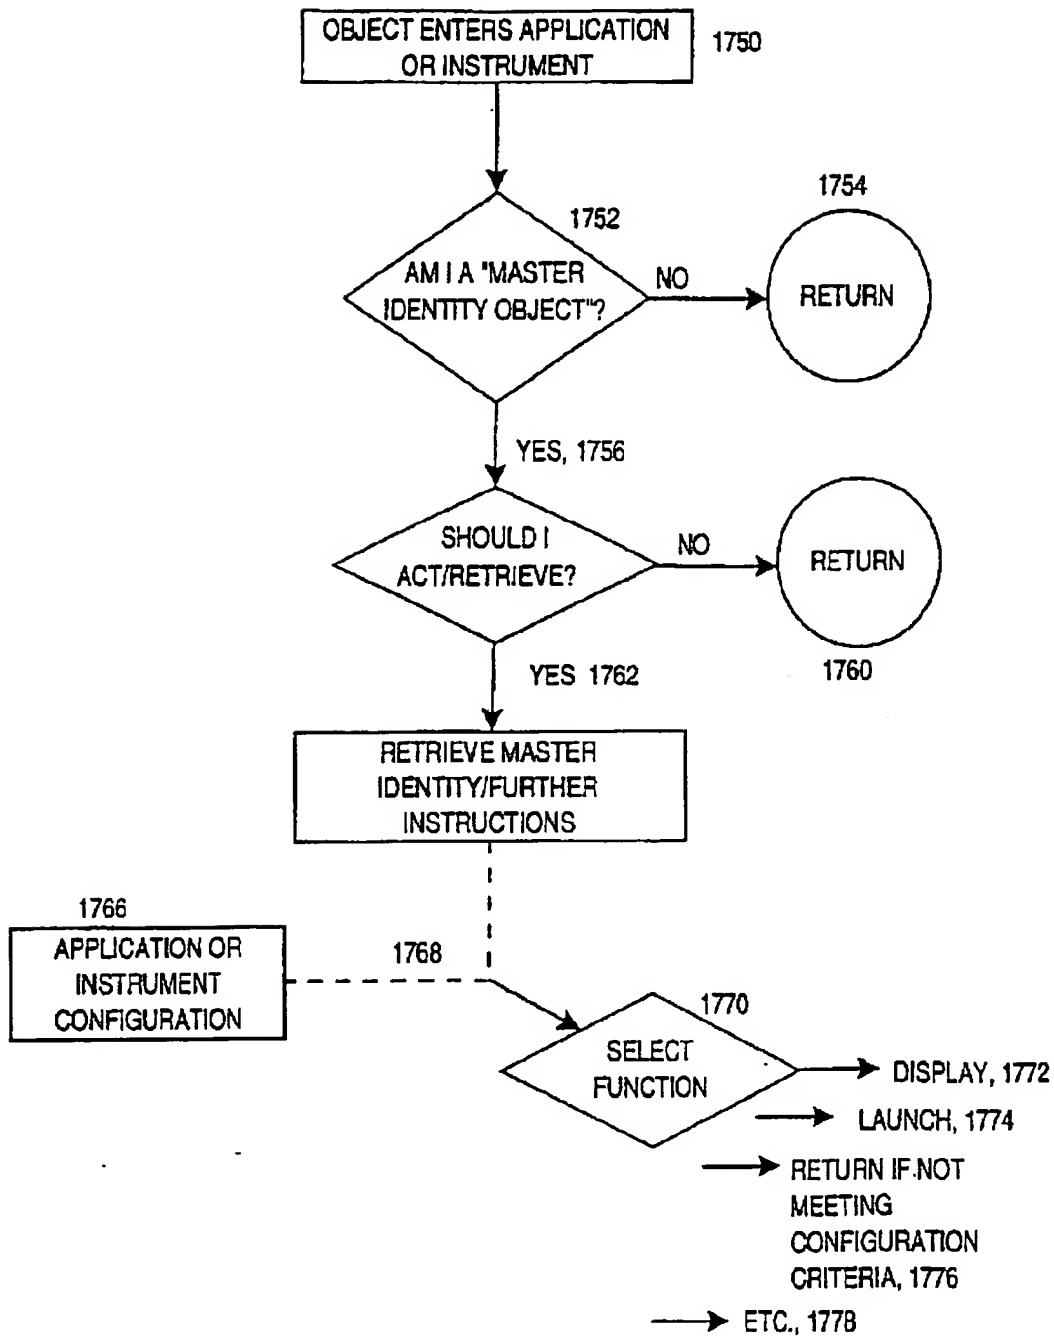 OBJECT ENTERS APPLICATION
OR INSTRUMENT
1750
1754
1752
AM I A "MASTER
IDENTITY OBJECT"?
NO
RETURN
YES, 1756
SHOULD I
ACT/RETRIEVE?
NO
RETURN
1760
YES 1762
RETRIEVE MASTER
IDENTITY/FURTHER
INSTRUCTIONS
1766
APPLICATION OR
INSTRUMENT
CONFIGURATION
1768
1770
SELECT
FUNCTION
DISPLAY, 1772
LAUNCH, 1774
RETURN IF NOT
MEETING
CONFIGURATION
CRITERIA, 1776
ETC., 1778